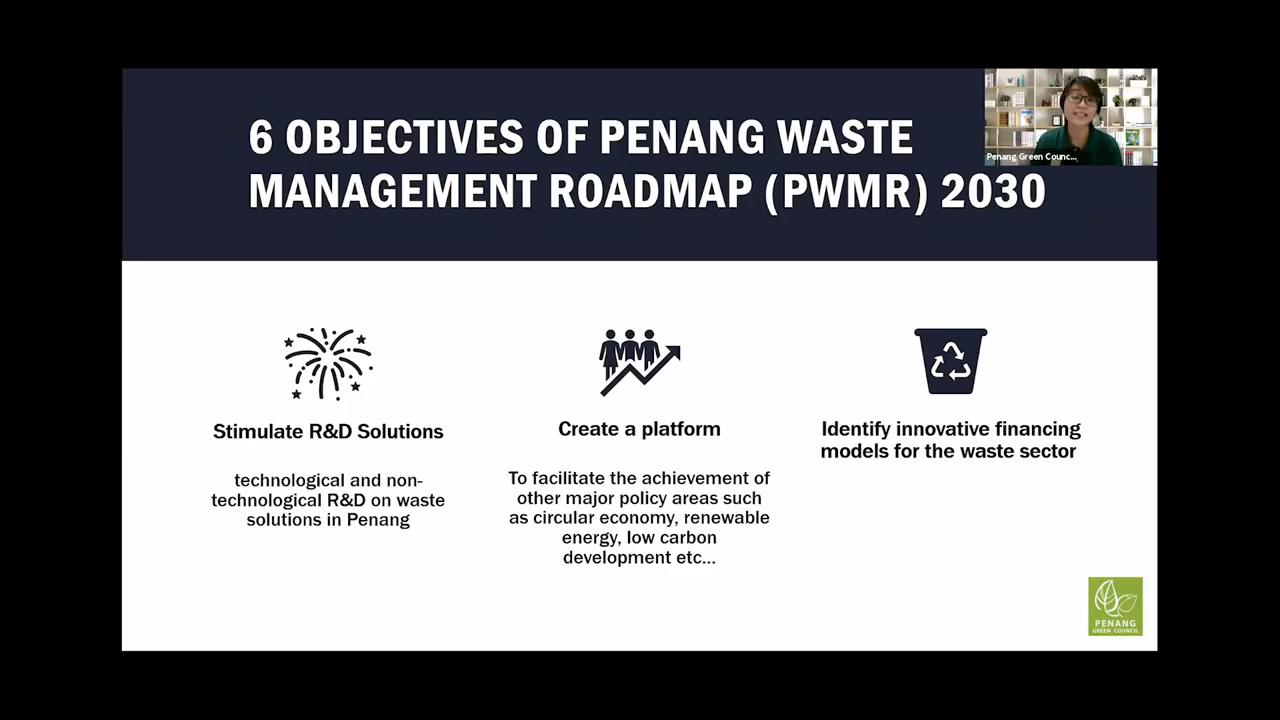 6 OBJECTIVES OF PENANG WASTE
MANAGEMENT ROADMAP (PWMR) 2030
Penang Green Counc...
Stimulate R&D Solutions
technological and non-
technological R&D on waste
solutions in Penang
Create a platform
To facilitate the achievement of
other major policy areas such
as circular economy, renewable
energy, low carbon
development etc...
Identify innovative financing
models for the waste sector
PENANG
GREEN COUNCIL